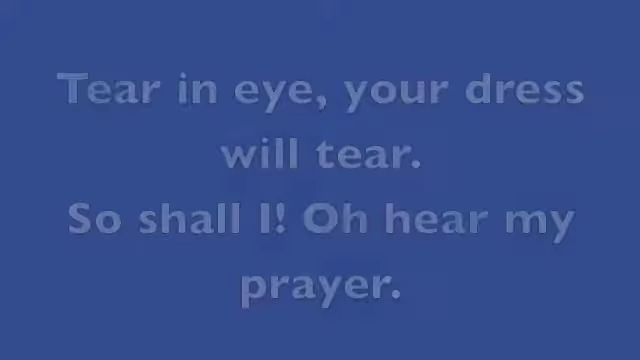 Tear in eye, your dress
will tear.
So shall I! Oh hear my
prayer.